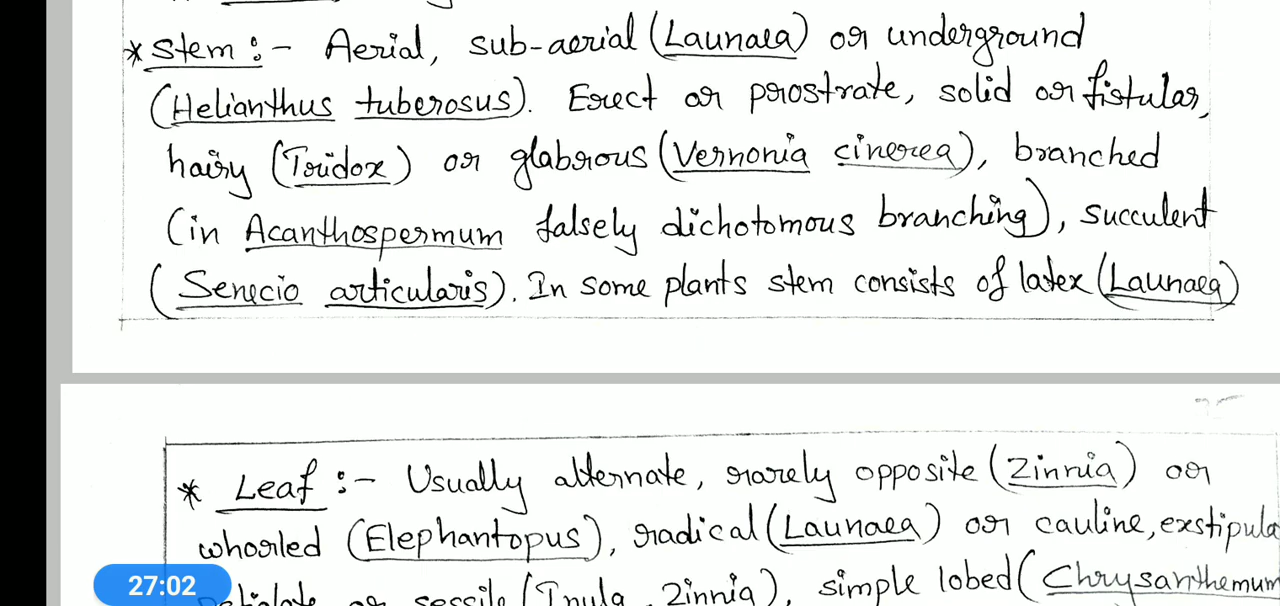 * Stem :- Aerial, sub-aerial (Launaea) or underground
(Helianthus tuberosus). Erect or prostrate, solid or fistular,
hairy (Tridox) or glabrous (Vernonia cinerea), branched
(in Acanthospermum falsely dichotomous branching), succulent
(Senecio articularis). In some plants stem consists of latex (Launaea)
* Leaf :- Usually alternate, rarely opposite (Zinnia) or
whorled (Elephantopus), radical (Launaea) or cauline, exstipula
or sessile (Inula, Zinnia), simple lobed (Chrysanthemum
27:02